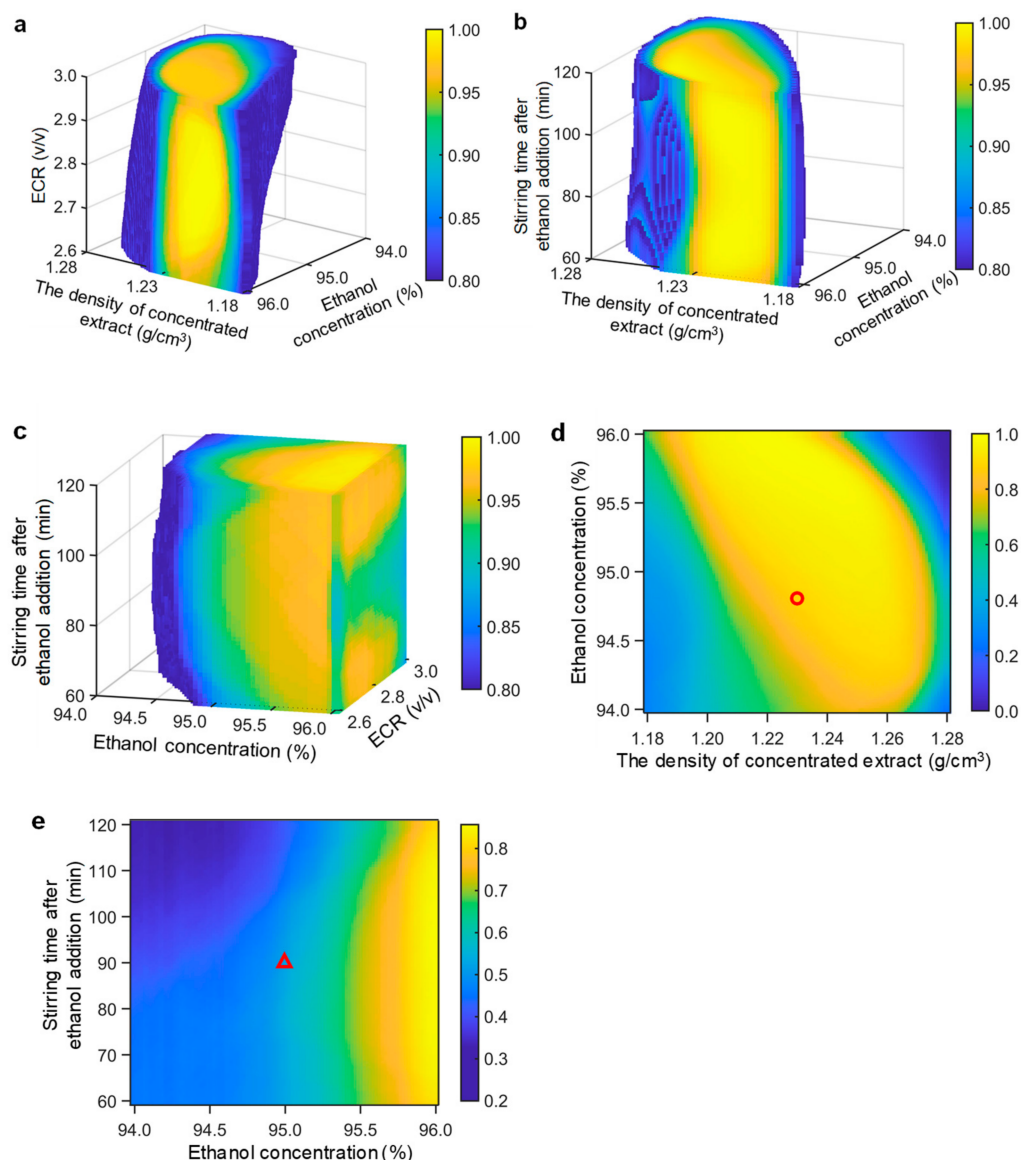 a
1.00
0.95
0.90
0.85
0.80
3.0
2.9
2.8
2.7
2.6
ECR (v/v)
1.28
1.23
1.18
The density of concentrated
extract (g/cm³)
96.0
95.0
94.0
Ethanol
concentration (%)
b
1.00
0.95
0.90
0.85
0.80
120
100
80
60
Stirring time after
ethanol addition (min)
1.28
1.23
1.18
The density of concentrated
extract (g/cm³)
96.0
95.0
94.0
Ethanol
concentration (%)
c
1.00
0.95
0.90
0.85
0.80
120
100
80
60
Stirring time after
ethanol addition (min)
94.0
94.5
95.0
95.5
96.0
Ethanol concentration (%)
2.6
2.8
3.0
ECR (v/v)
d
96.0
95.5
95.0
94.5
94.0
Ethanol concentration (%)
1.18 1.20 1.22 1.24 1.26 1.28
The density of concentrated extract (g/cm³)
1.0
0.8
0.6
0.4
0.2
0.0
e
120
110
100
90
80
70
60
Stirring time after
ethanol addition (min)
94.0 94.5 95.0 95.5 96.0
Ethanol concentration (%)
0.8
0.7
0.6
0.5
0.4
0.3
0.2